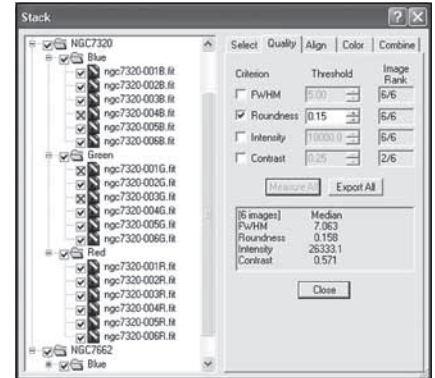 Stack
NGC7320
Blue
ngc7320-001B.fit
ngc7320-002B.fit
ngc7320-003B.fit
ngc7320-004B.fit
ngc7320-005B.fit
ngc7320-006B.fit
Green
ngc7320-001G.fit
ngc7320-002G.fit
ngc7320-003G.fit
ngc7320-004G.fit
ngc7320-005G.fit
ngc7320-006G.fit
Red
ngc7320-001R.fit
ngc7320-002R.fit
ngc7320-003R.fit
ngc7320-004R.fit
ngc7320-005R.fit
ngc7320-006R.fit
NGC7662
Blue
Select Quality Align Color Combine
Criterion Threshold Image Rank
FWHM 5.00 6/6
Roundness 0.15 6/6
Intensity 10000.0 6/6
Contrast 0.25 2/6
Measure All Export All
[6 images] Median
FWHM 7.063
Roundness 0.158
Intensity 26333.1
Contrast 0.571
Close